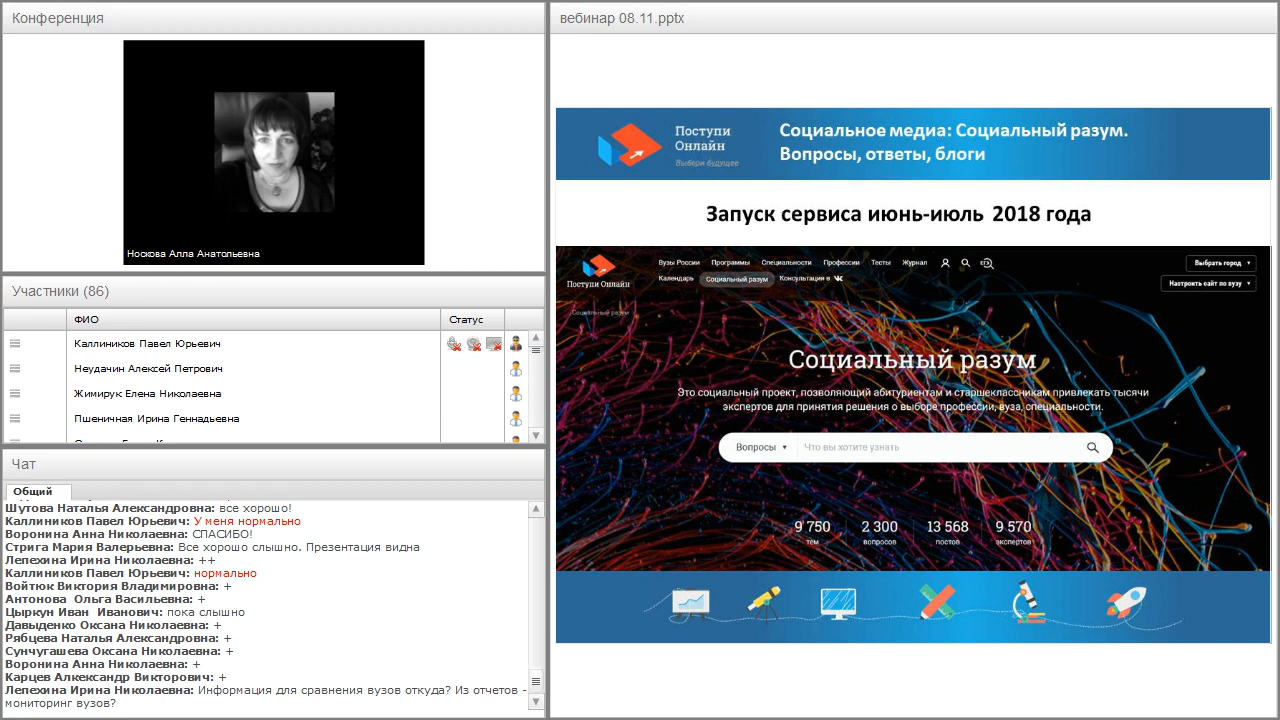 Конференция
Носкова Алла Анатольевна
Участники (86)
ФИО
Статус
Каллиников Павел Юрьевич
Неудачин Алексей Петрович
Жимирук Елена Николаевна
Пшеничная Ирина Геннадьевна
Чат
Общий
Шутова Наталья Александровна: все хорошо!
Каллиников Павел Юрьевич: У меня нормально
Воронина Анна Николаевна: СПАСИБО!
Стрига Мария Валерьевна: Все хорошо слышно. Презентация видна
Лепехина Ирина Николаевна: ++
Каллиников Павел Юрьевич: нормально
Войтюк Виктория Владимировна: +
Антонова Ольга Васильевна: +
Цыркун Иван Иванович: пока слышно
Давыденко Оксана Николаевна: +
Рябцева Наталья Александровна: +
Сунчугашева Оксана Николаевна: +
Воронина Анна Николаевна: +
Карцев Алкександр Викторович: +
Лепехина Ирина Николаевна: Информация для сравнения вузов откуда? Из отчетов -
мониторинг вузов?
вебинар 08.11.pptx
Поступи
Онлайн
Выбери будущее
Социальное медиа: Социальный разум.
Вопросы, ответы, блоги
Запуск сервиса июнь-июль 2018 года
Поступи Онлайн
Вузы России Программы Специальности Профессии Тесты Журнал
ЕГЭ
Календарь Социальный разум Консультации в
Выбрать город
Настроить сайт по вузу
Социальный разум
Социальный разум
Это социальный проект, позволяющий абитуриентам и старшеклассникам привлекать тысячи
экспертов для принятия решения о выборе профессии, вуза, специальности.
Вопросы Что вы хотите узнать
9 750 2 300 13 568 9 570
тем вопросов постов экспертов